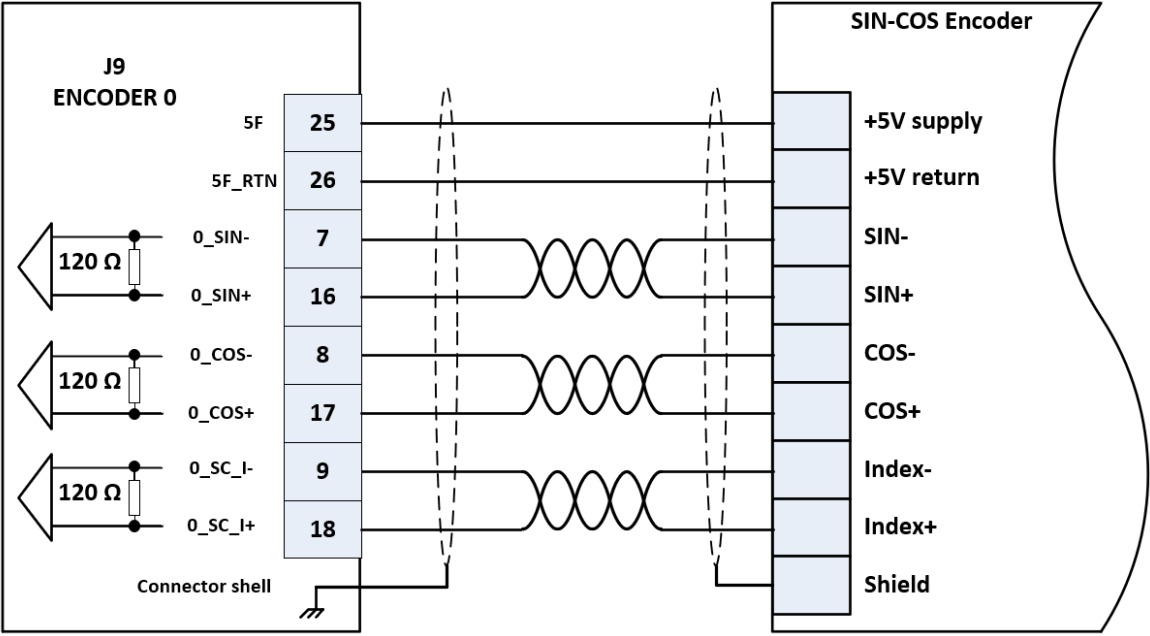 SIN-COS Encoder
J9
ENCODER 0
5F 25 +5V supply
5F_RTN 26 +5V return
0_SIN- 7 SIN-
120 Ω
0_SIN+ 16 SIN+
0_COS- 8 COS-
120 Ω
0_COS+ 17 COS+
0_SC_I- 9 Index-
120 Ω
0_SC_I+ 18 Index+
Connector shell Shield